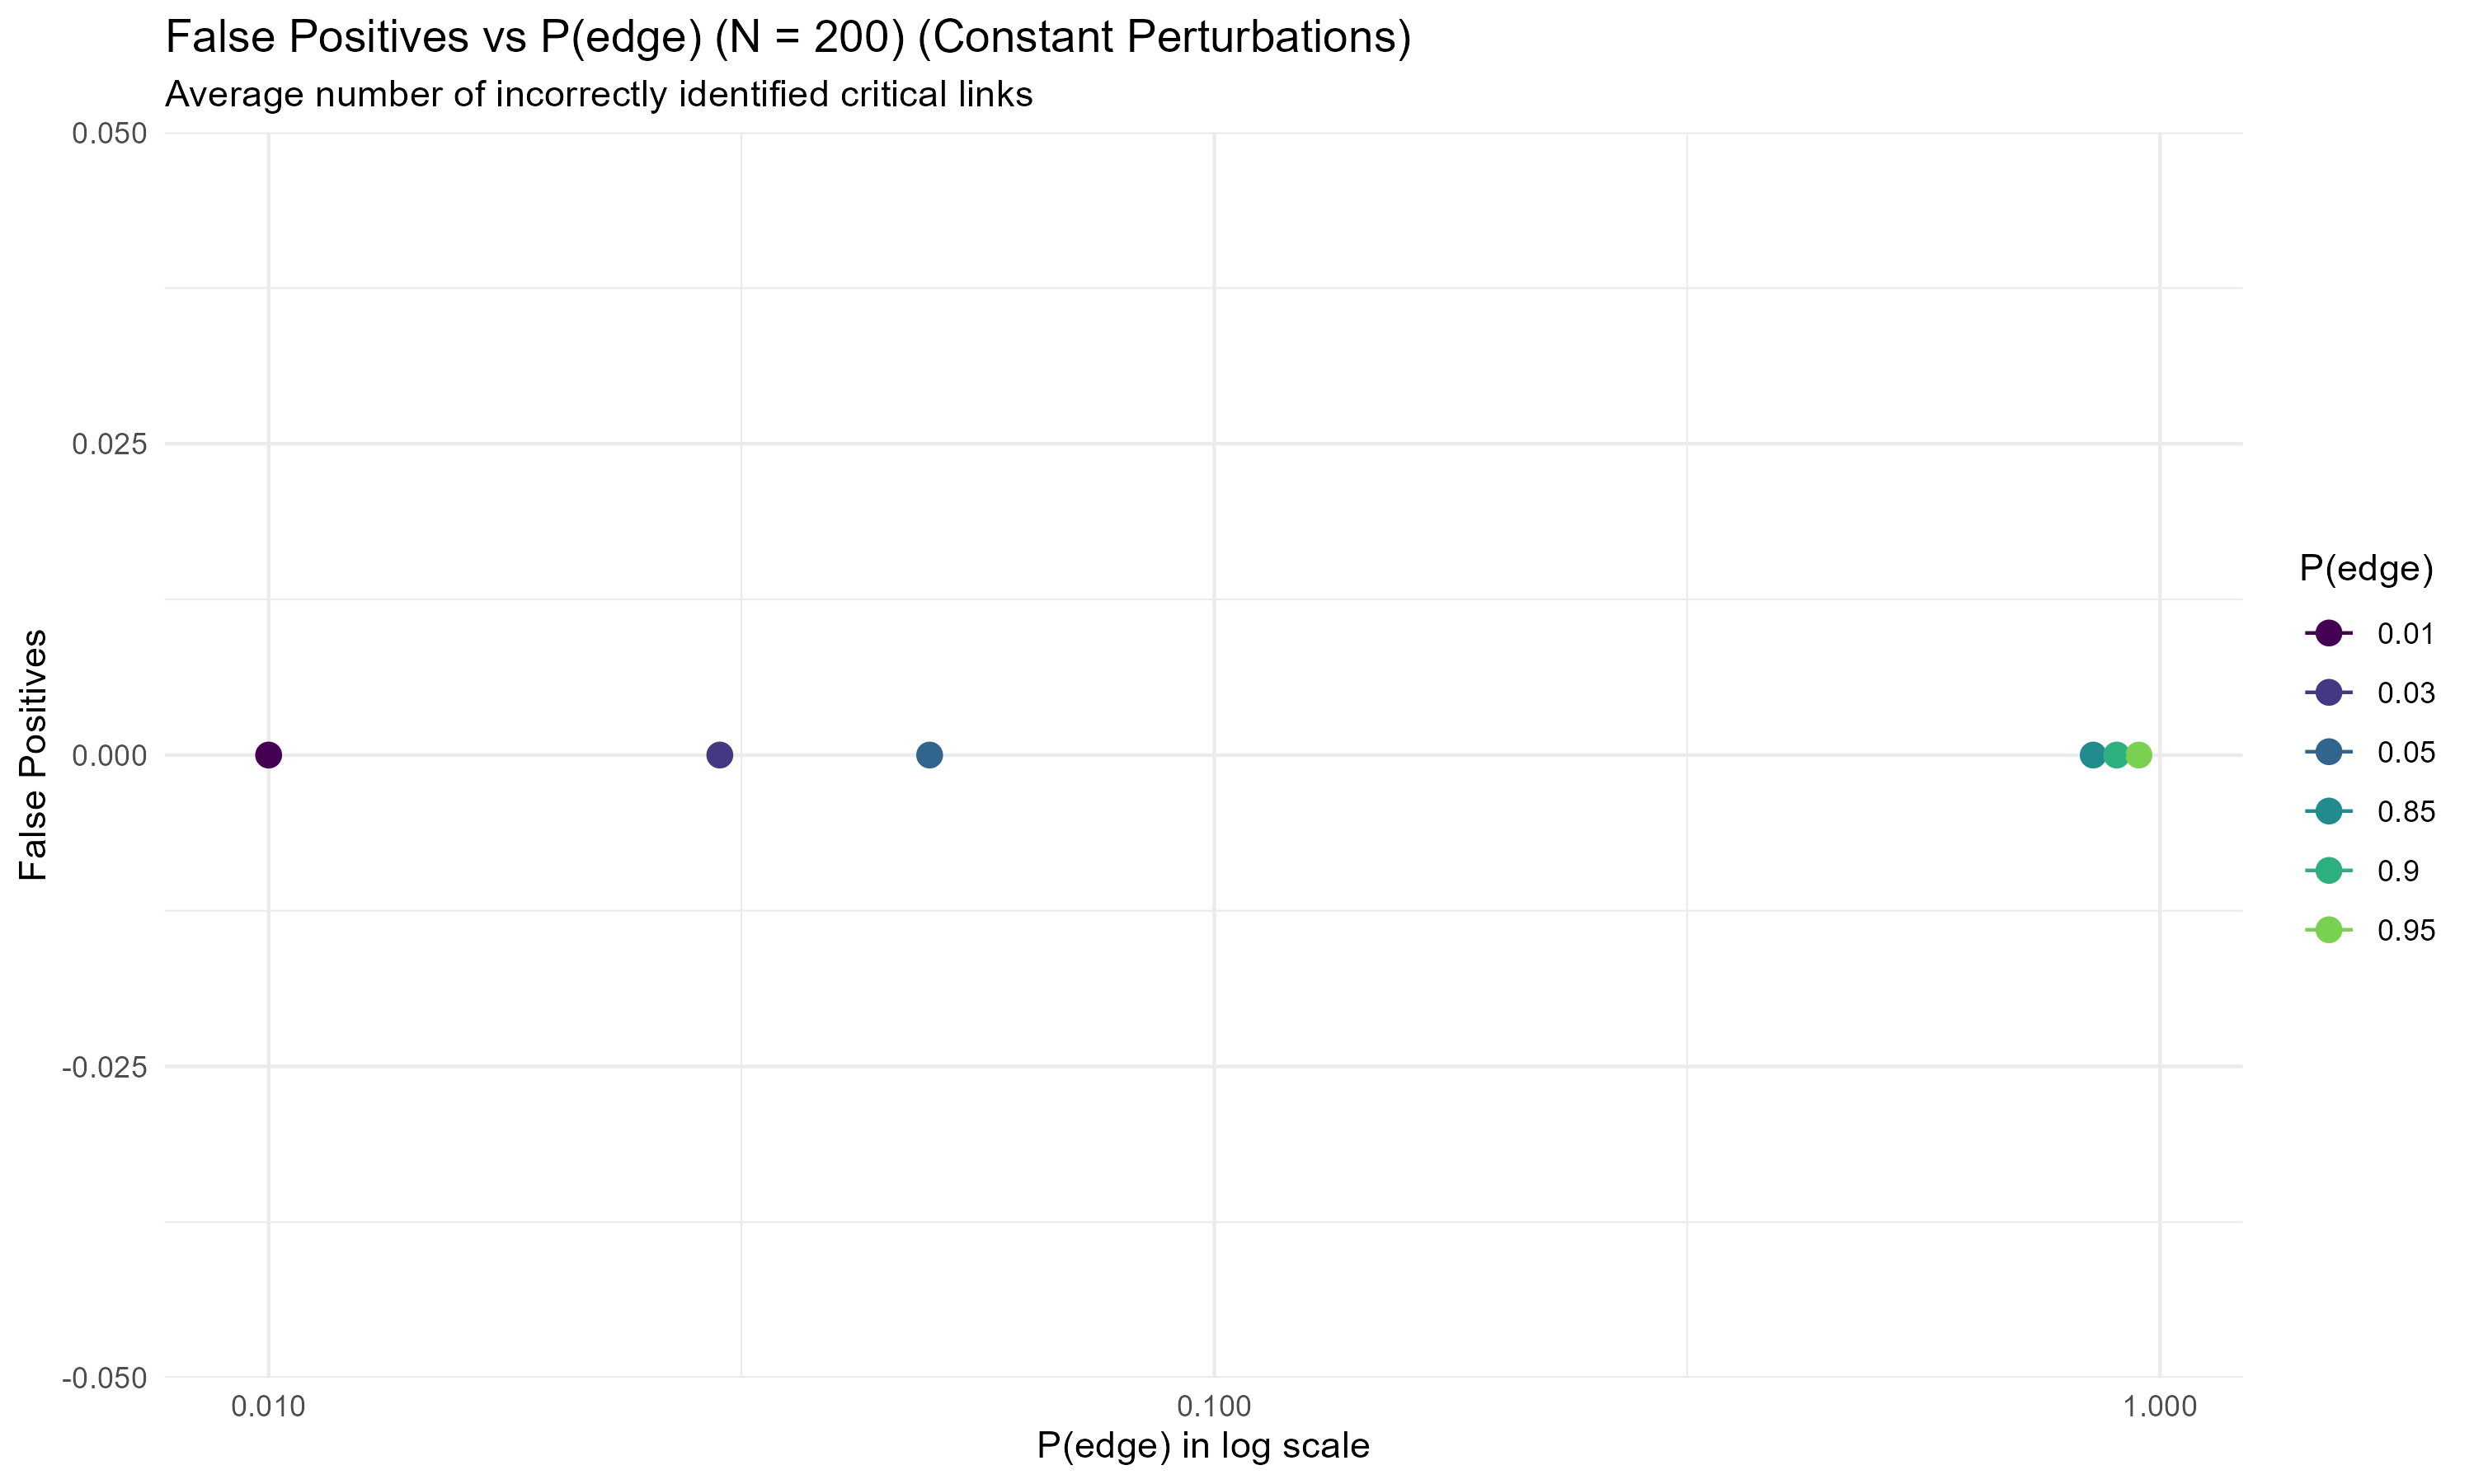 False Positives vs P(edge) (N = 200) (Constant Perturbations)
Average number of incorrectly identified critical links
0.050
0.025
0.000
-0.025
-0.050
False Positives
0.010
0.100
1.000
P(edge) in log scale
P(edge)
0.01
0.03
0.05
0.85
0.9
0.95